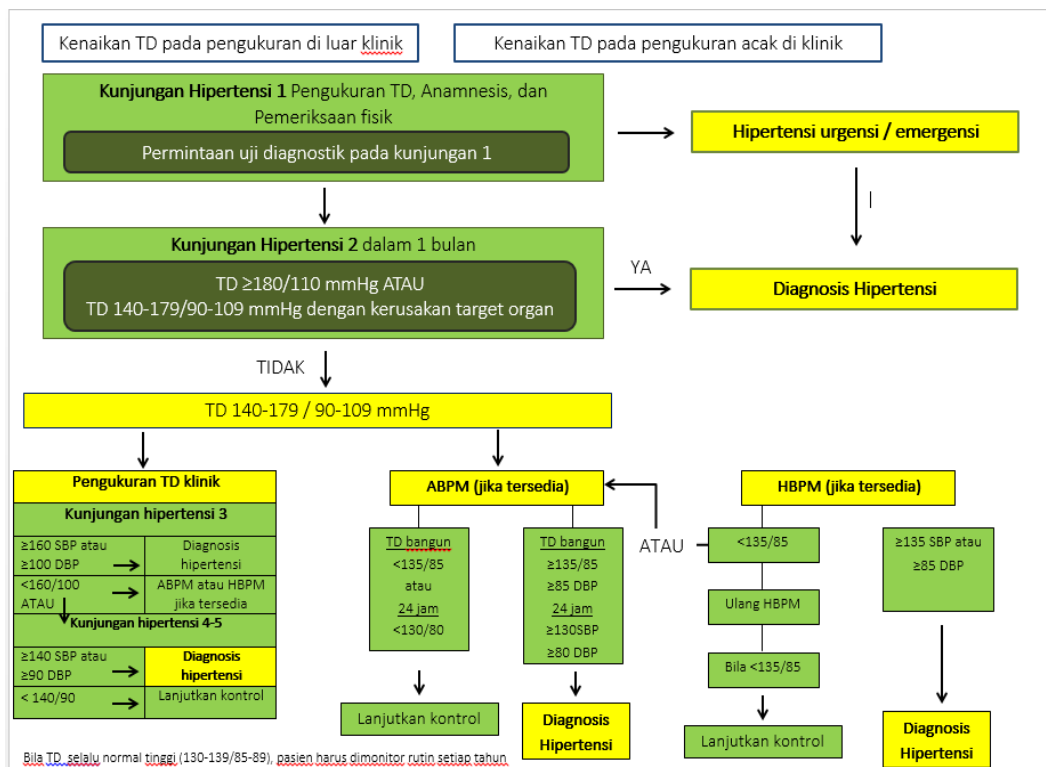 Kenaikan TD pada pengukuran di luar klinik
Kenaikan TD pada pengukuran acak di klinik
Kunjungan Hipertensi 1 Pengukuran TD, Anamnesis, dan
Pemeriksaan fisik
Permintaan uji diagnostik pada kunjungan 1
Hipertensi urgensi / emergensi
Kunjungan Hipertensi 2 dalam 1 bulan
TD ≥180/110 mmHg ATAU
TD 140-179/90-109 mmHg dengan kerusakan target organ
YA
Diagnosis Hipertensi
TIDAK
TD 140-179 / 90-109 mmHg
Pengukuran TD klinik
Kunjungan hipertensi 3
≥160 SBP atau
≥100 DBP
Diagnosis
hipertensi
<160/100
ATAU
ABPM atau HBPM
jika tersedia
Kunjungan hipertensi 4-5
≥140 SBP atau
≥90 DBP
Diagnosis
hipertensi
< 140/90
Lanjutkan kontrol
ABPM (jika tersedia)
TD bangun
<135/85
atau
24 jam
<130/80
Lanjutkan kontrol
TD bangun
≥135/85
≥85 DBP
24 jam
≥130SBP
≥80 DBP
Diagnosis
Hipertensi
ATAU
HBPM (jika tersedia)
<135/85
Ulang HBPM
Bila <135/85
Lanjutkan kontrol
≥135 SBP atau
≥85 DBP
Diagnosis
Hipertensi
Bila TD selalu normal tinggi (130-139/85-89), pasien harus dimonitor rutin setiap tahun